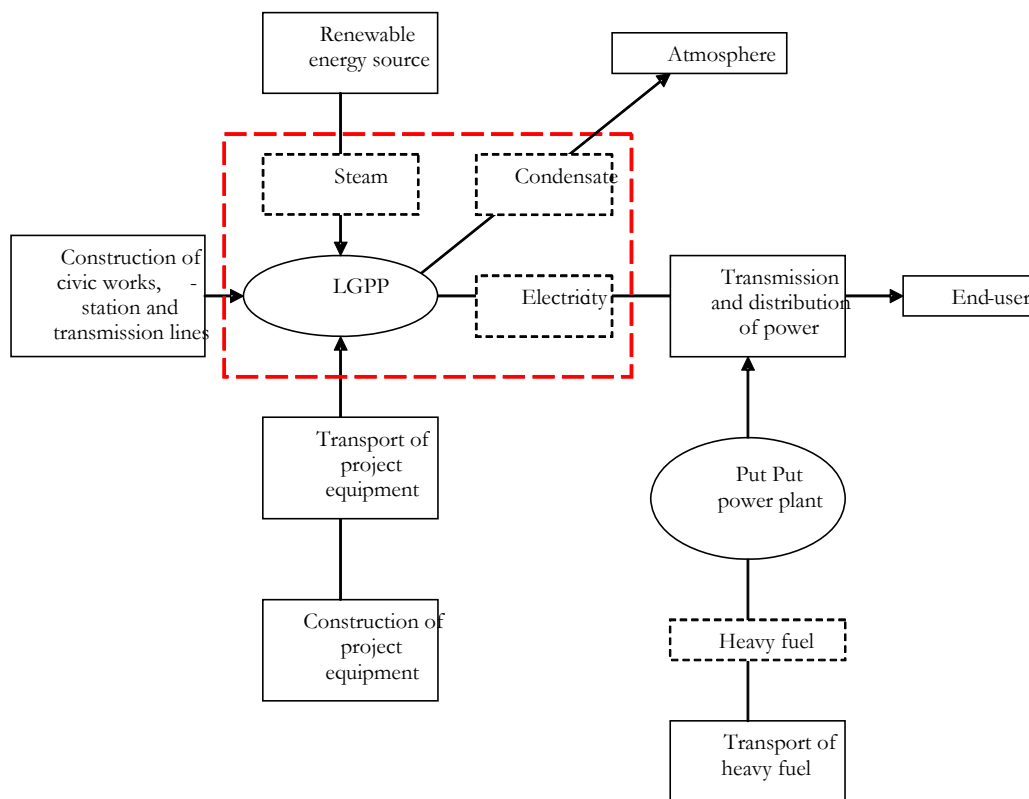 Renewable
energy source
Atmosphere
Steam
Condensate
Construction of
civic works, -
station and
transmission lines
LGPP
Electricity
Transmission
and distribution
of power
End-user
Transport of
project
equipment
Put Put
power plant
Construction of
project
equipment
Heavy fuel
Transport of
heavy fuel